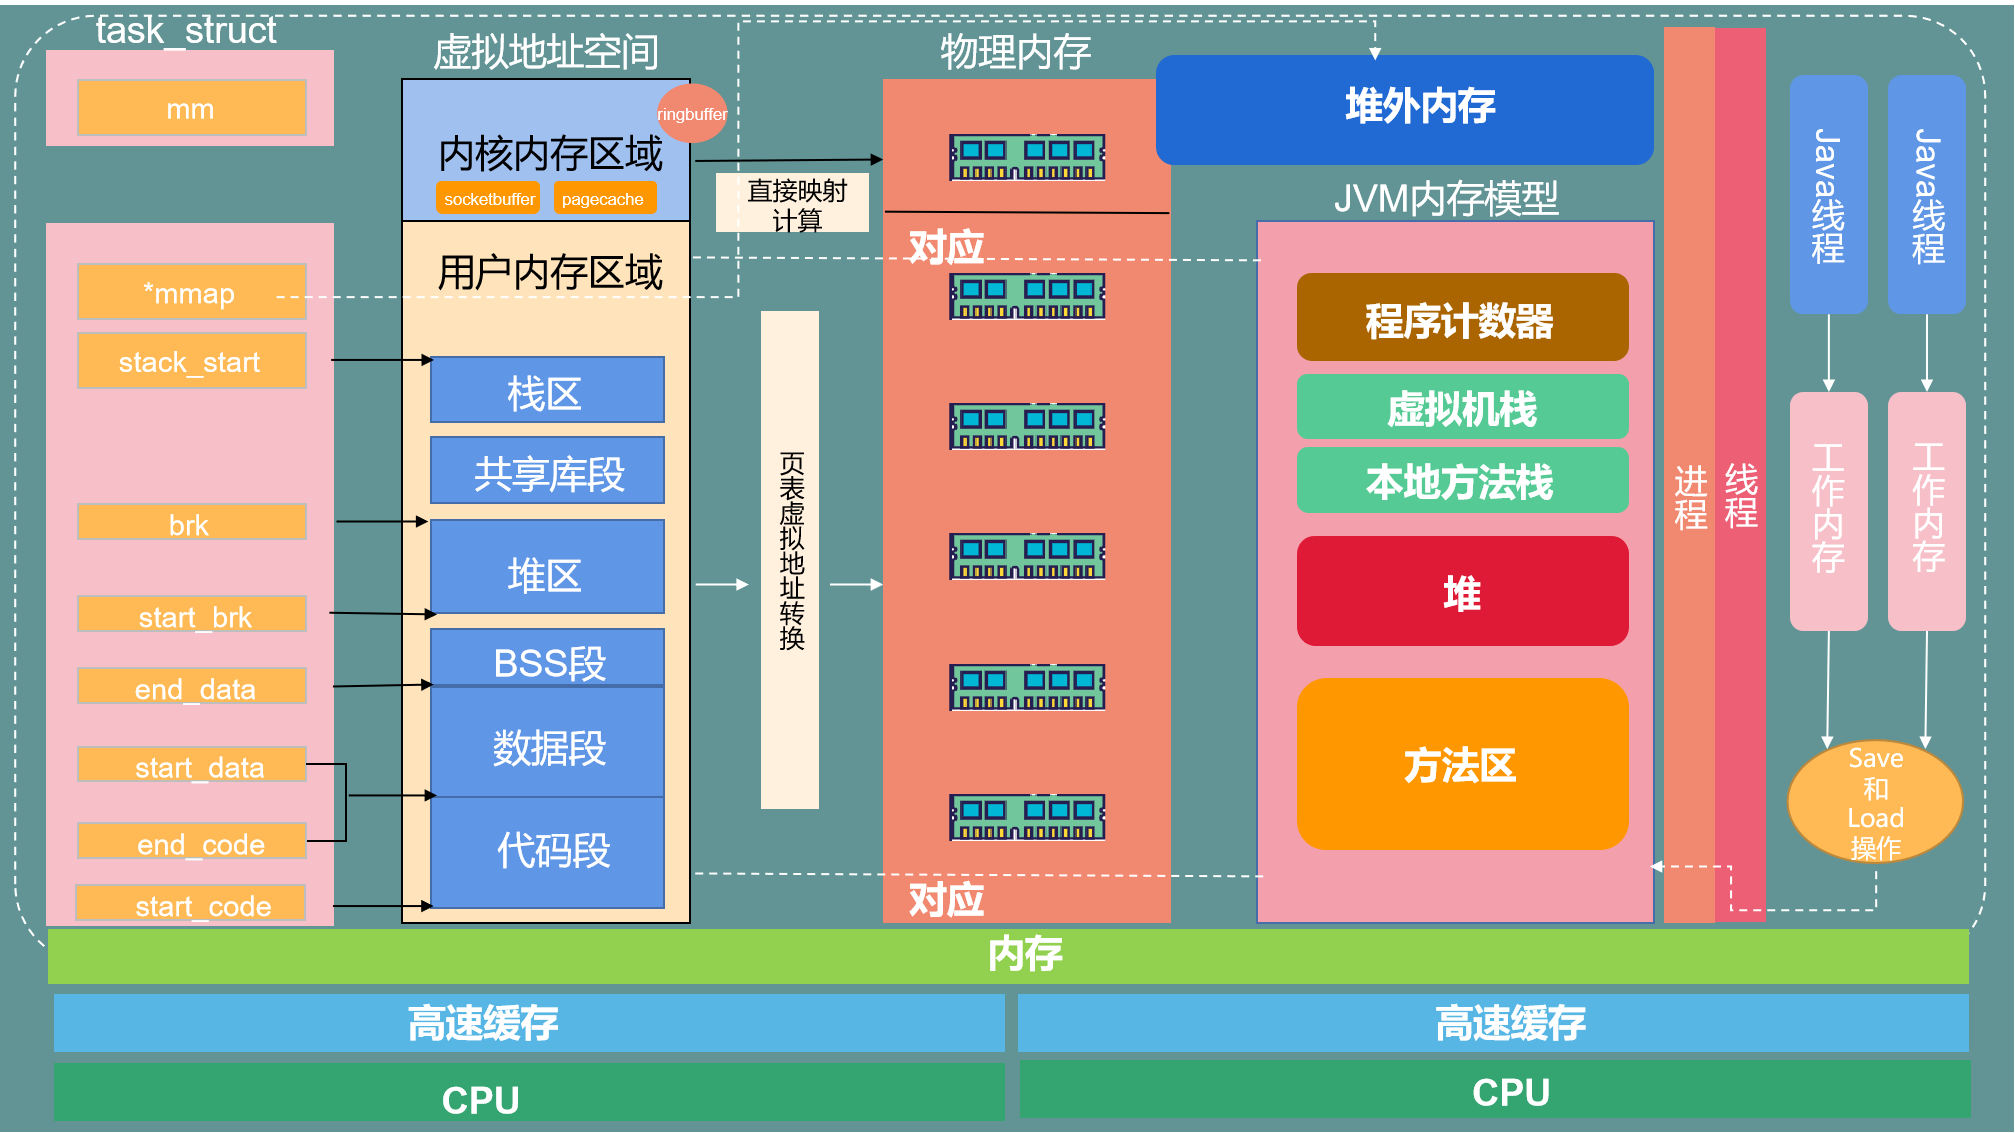 task_struct
mm
*mmap
stack_start
brk
start_brk
end_data
start_data
end_code
start_code
虚拟地址空间
ringbuffer
内核内存区域
socketbuffer
pagecache
用户内存区域
栈区
共享库段
堆区
BSS段
数据段
代码段
直接映射
计算
页表虚拟地址转换
物理内存
对应
对应
堆外内存
JVM内存模型
程序计数器
虚拟机栈
本地方法栈
堆
方法区
进程
线程
Java线程
Java线程
工作内存
工作内存
Save
和
Load
操作
内存
高速缓存
高速缓存
CPU
CPU